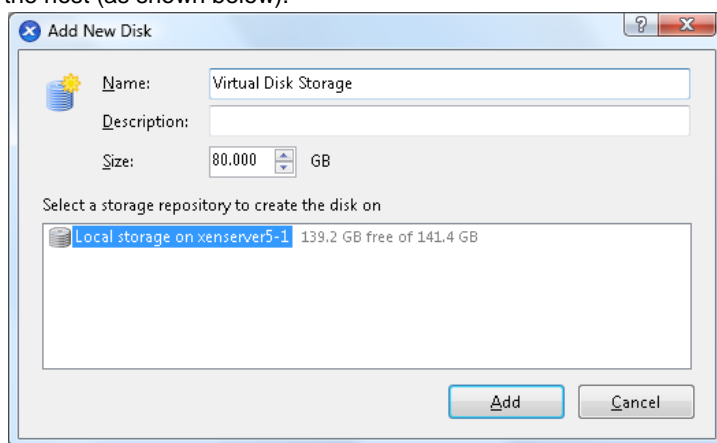 the host (as shown below).
Add New Disk
Name: Virtual Disk Storage
Description:
Size: 80.000 GB
Select a storage repository to create the disk on
Local storage on xenserver5-1 139.2 GB free of 141.4 GB
Add Cancel